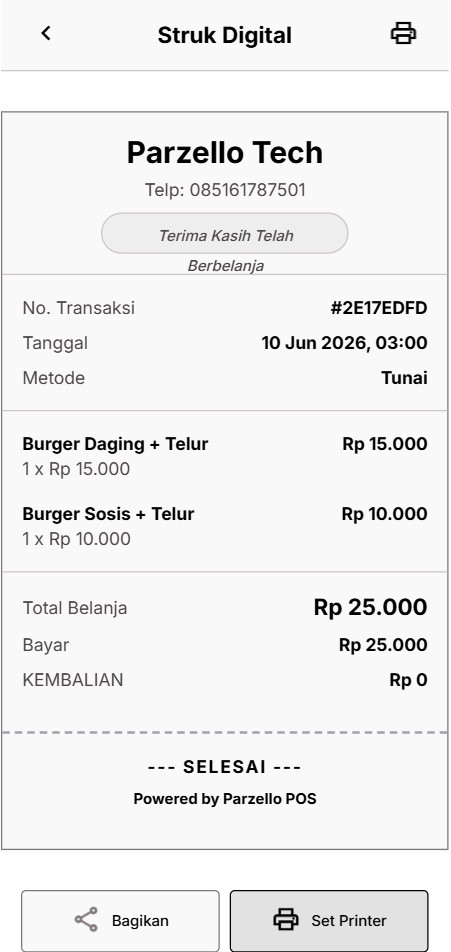 Struk Digital
Parzello Tech
Telp: 085161787501
Terima Kasih Telah
Berbelanja
No. Transaksi #2E17EDFD
Tanggal 10 Jun 2026, 03:00
Metode Tunai
Burger Daging + Telur Rp 15.000
1 x Rp 15.000
Burger Sosis + Telur Rp 10.000
1 x Rp 10.000
Total Belanja Rp 25.000
Bayar Rp 25.000
KEMBALIAN Rp 0
--- SELESAI ---
Powered by Parzello POS
Bagikan Set Printer